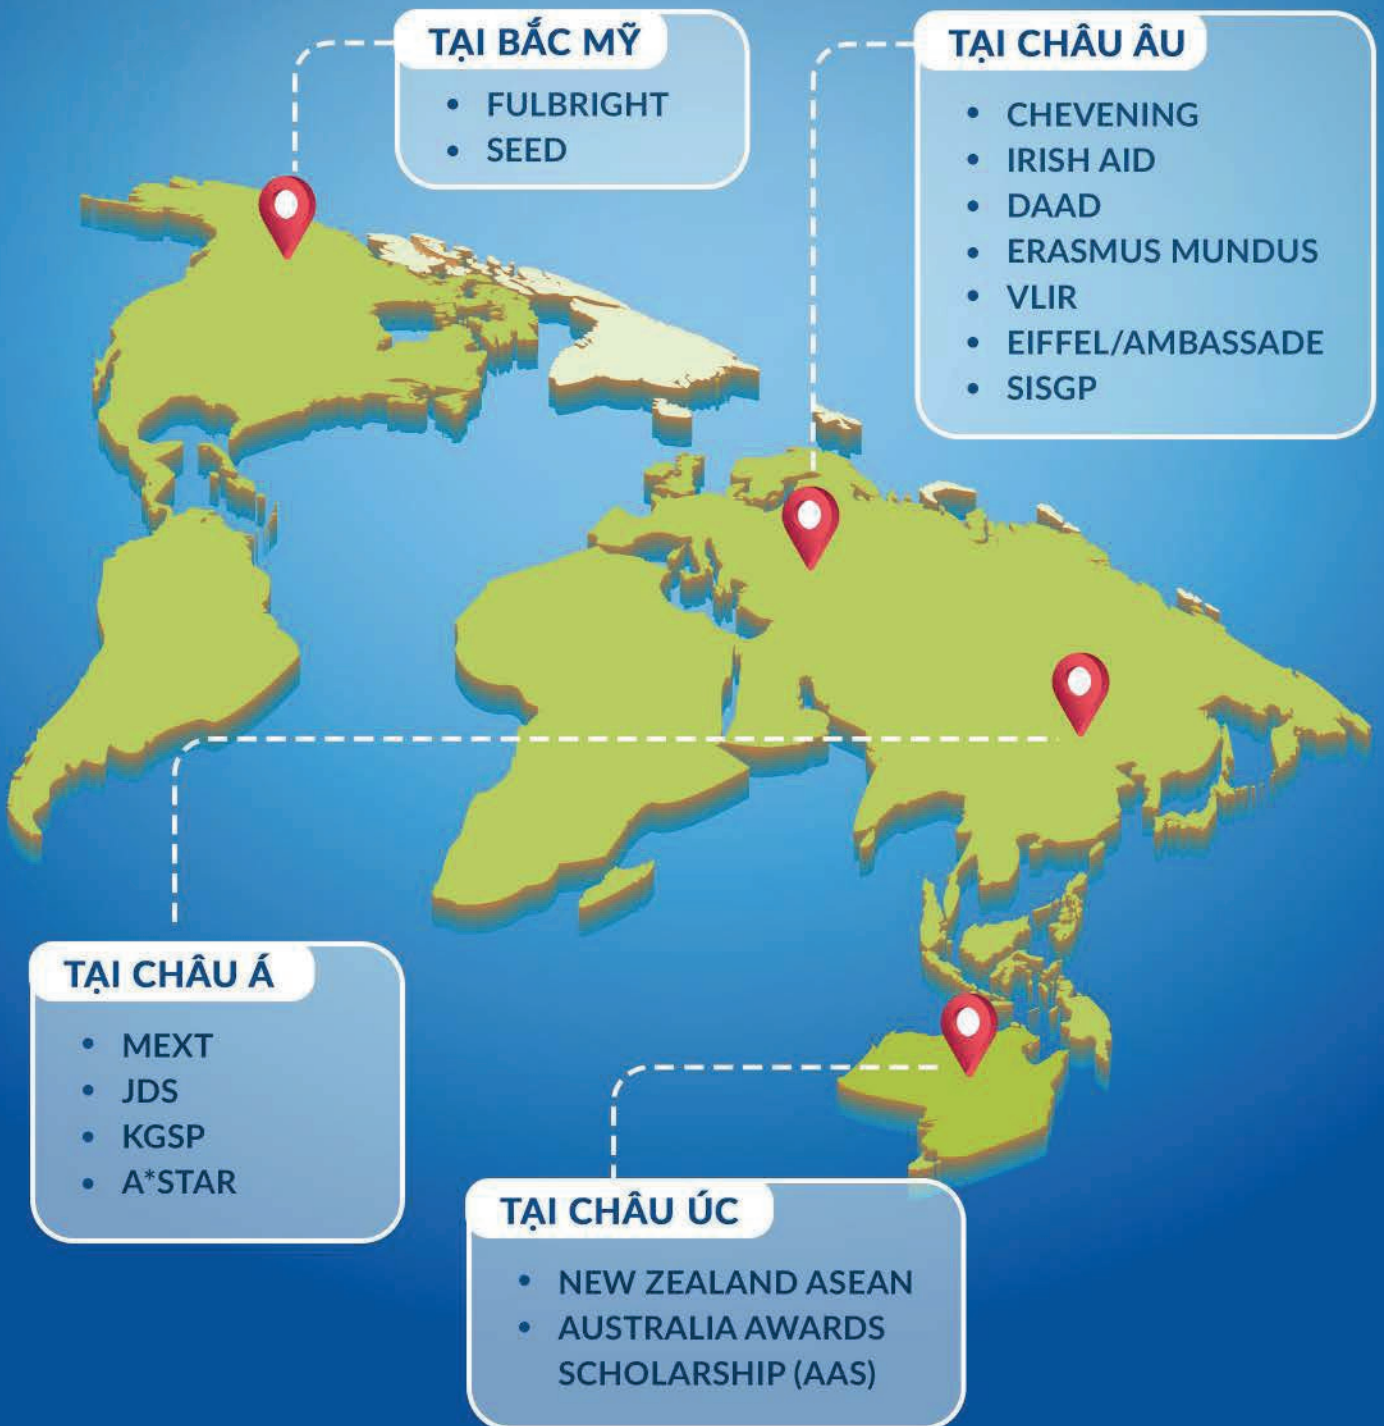 TẠI BẮC MỸ
• FULBRIGHT
• SEED
TẠI CHÂU ÂU
• CHEVENING
• IRISH AID
• DAAD
• ERASMUS MUNDUS
• VLIR
• EIFFEL/AMBASSADE
• SISGP
TẠI CHÂU Á
• MEXT
• JDS
• KGSP
• A*STAR
TẠI CHÂU ÚC
• NEW ZEALAND ASEAN
• AUSTRALIA AWARDS
SCHOLARSHIP (AAS)